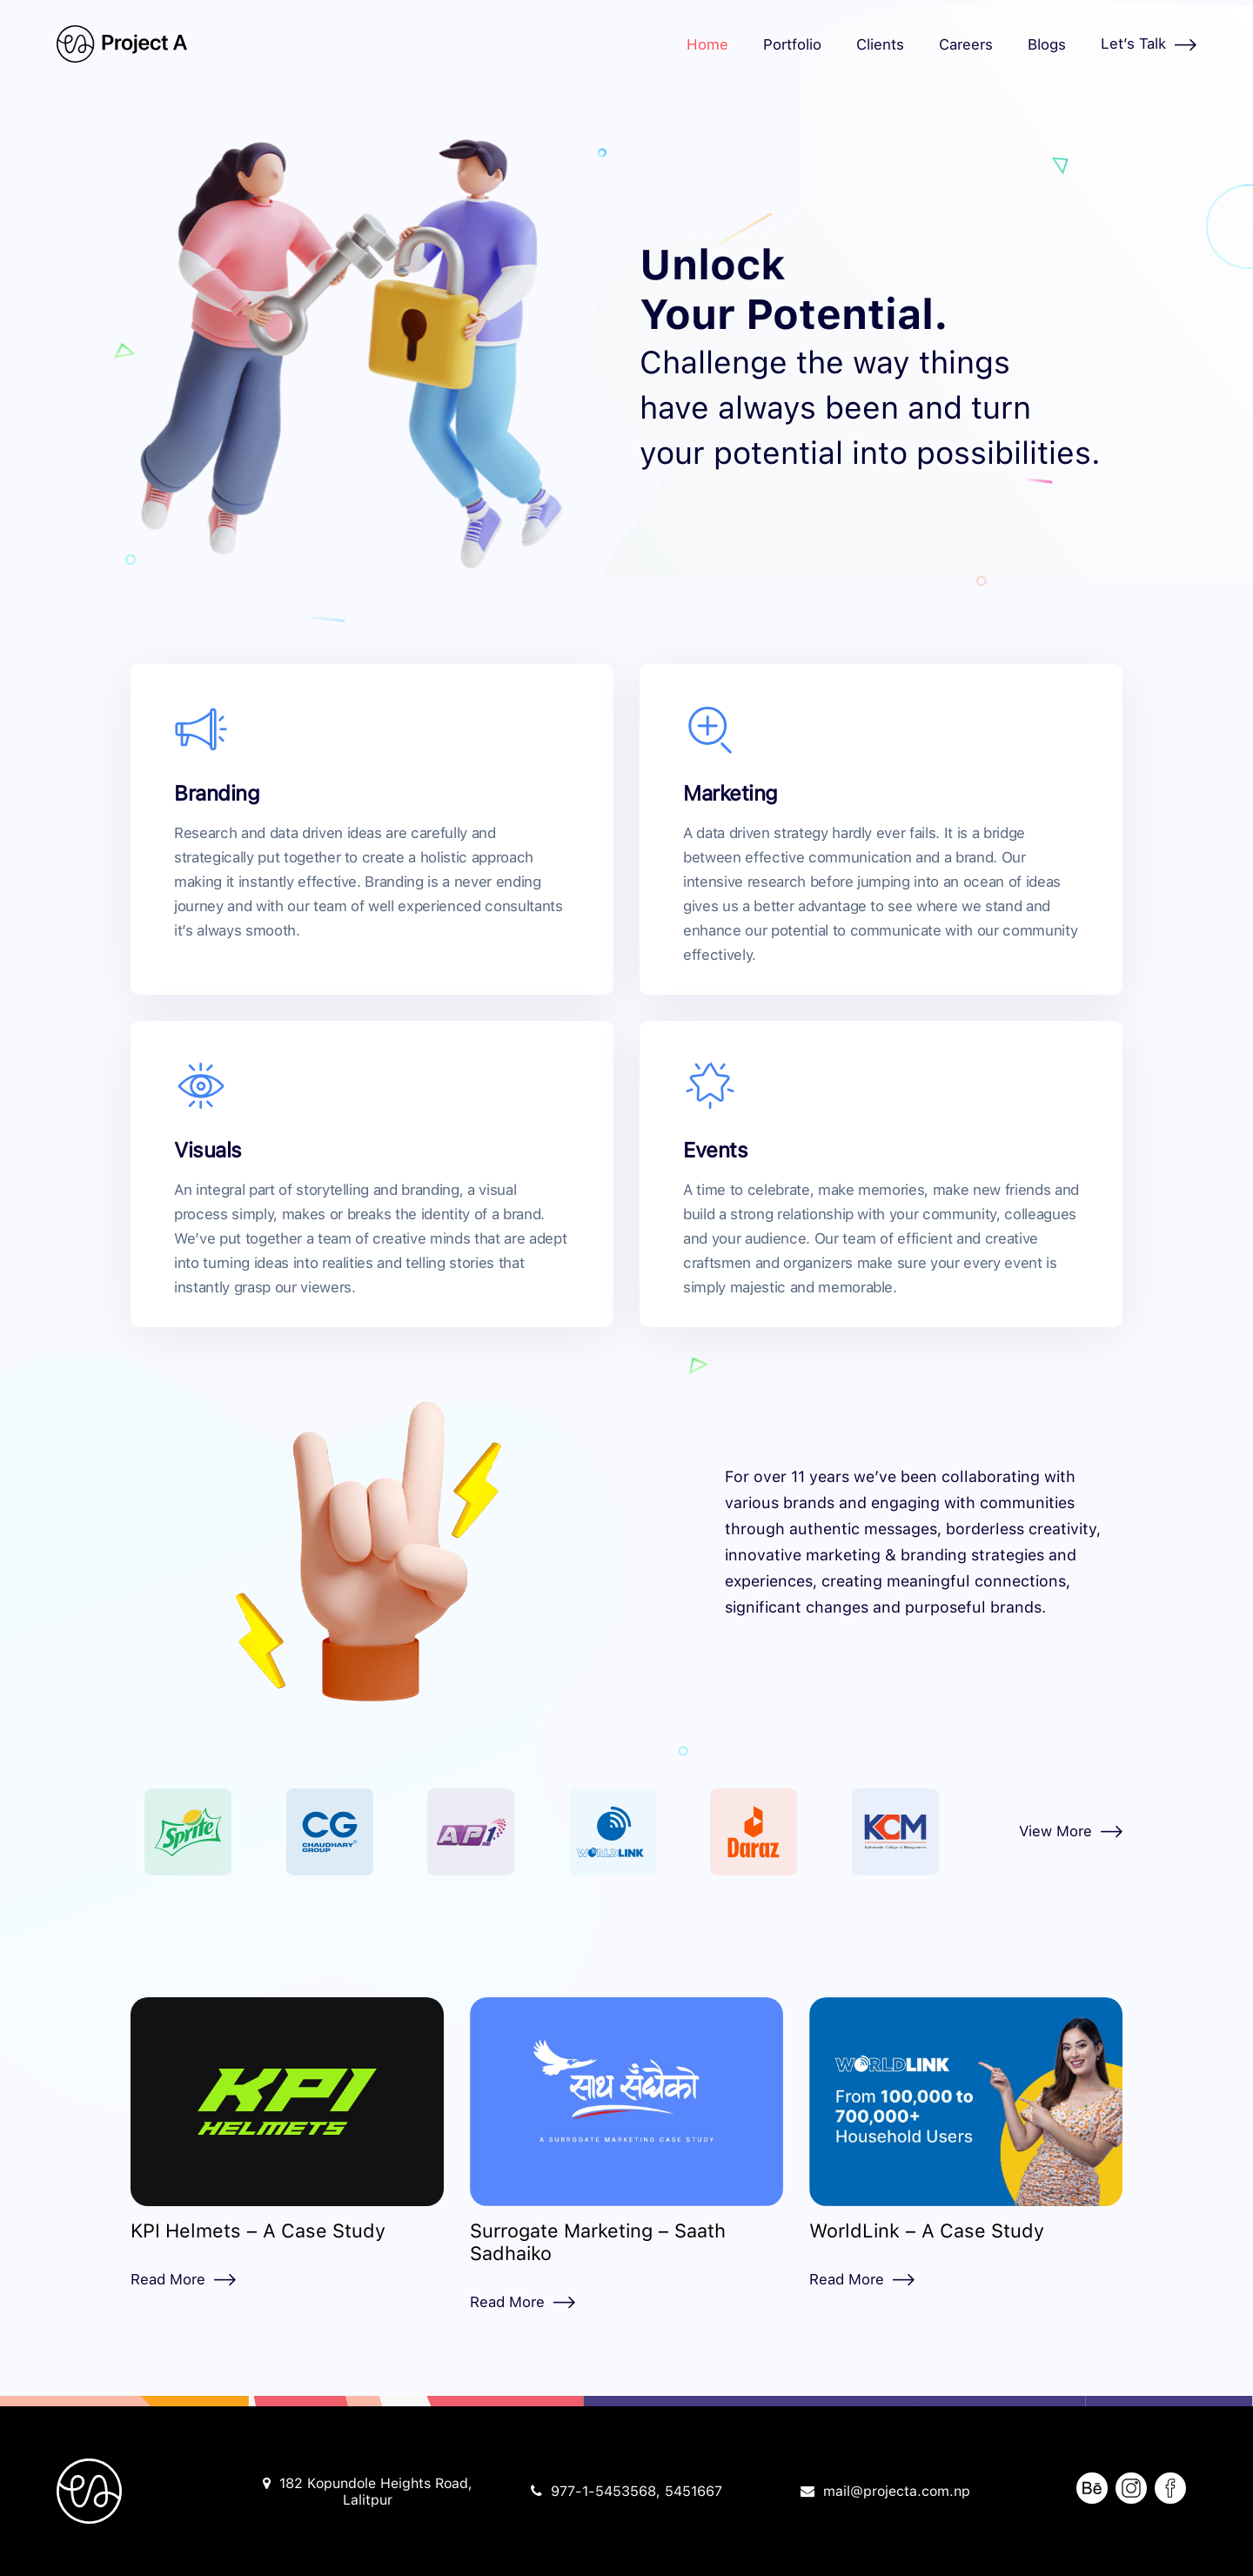 Project A
Home
Portfolio
Clients
Careers
Blogs
Let’s Talk
Unlock
Your Potential.
Challenge the way things
have always been and turn
your potential into possibilities.
Branding
Research and data driven ideas are carefully and
strategically put together to create a holistic approach
making it instantly effective. Branding is a never ending
journey and with our team of well experienced consultants
it’s always smooth.
Marketing
A data driven strategy hardly ever fails. It is a bridge
between effective communication and a brand. Our
intensive research before jumping into an ocean of ideas
gives us a better advantage to see where we stand and
enhance our potential to communicate with our community
effectively.
Visuals
An integral part of storytelling and branding, a visual
process simply, makes or breaks the identity of a brand.
We’ve put together a team of creative minds that are adept
into turning ideas into realities and telling stories that
instantly grasp our viewers.
Events
A time to celebrate, make memories, make new friends and
build a strong relationship with your community, colleagues
and your audience. Our team of efficient and creative
craftsmen and organizers make sure your every event is
simply majestic and memorable.
For over 11 years we’ve been collaborating with
various brands and engaging with communities
through authentic messages, borderless creativity,
innovative marketing & branding strategies and
experiences, creating meaningful connections,
significant changes and purposeful brands.
Sprite
CG
CHAUDHARY
GROUP
AP1
WORLDLINK
Daraz
KCM
Kathmandu College of Management
View More
KPI
HELMETS
साथ सँधैको
A SURROGATE MARKETING CASE STUDY
WORLDLINK
From 100,000 to
700,000+
Household Users
KPI Helmets – A Case Study
Read More
Surrogate Marketing – Saath
Sadhaiko
Read More
WorldLink – A Case Study
Read More
182 Kopundole Heights Road,
Lalitpur
977-1-5453568, 5451667
mail@projecta.com.np
Bē